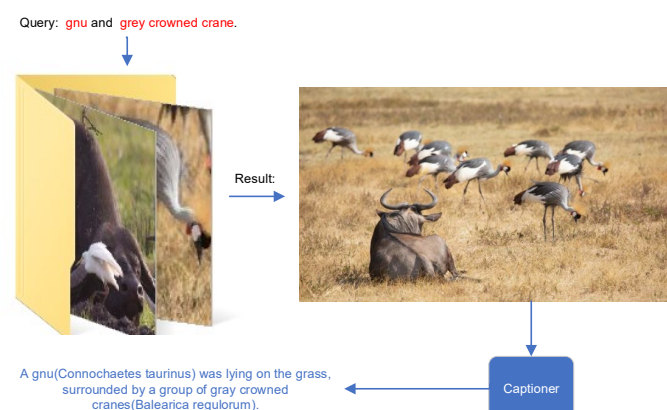 Query: gnu and grey crowned crane.
Result:
Captioner
A gnu(Connochaetes taurinus) was lying on the grass,
surrounded by a group of gray crowned
cranes(Balearica regulorum).